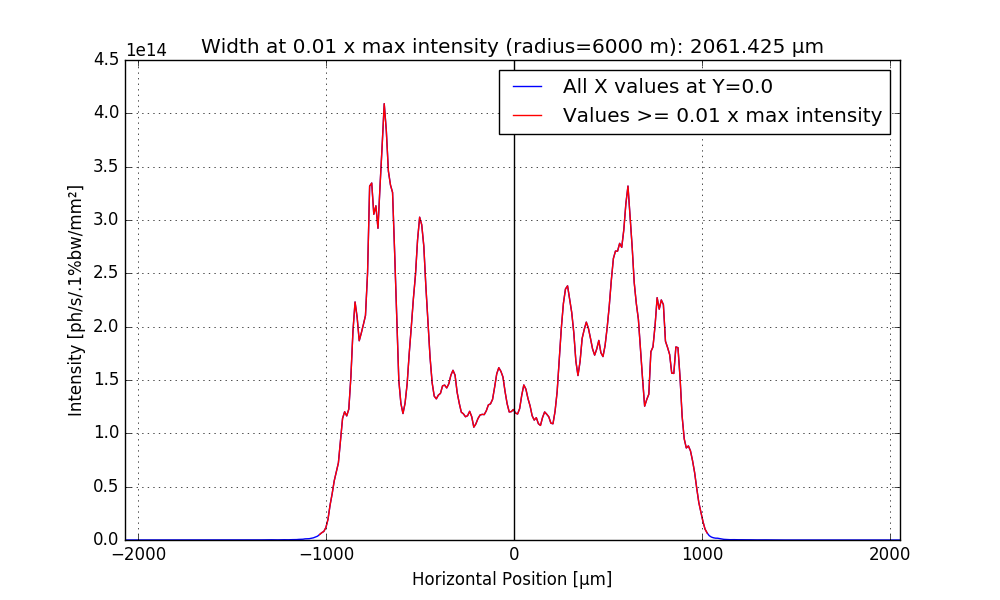 Width at 0.01 x max intensity (radius=6000 m): 2061.425 µm
1e14
All X values at Y=0.0
Values >= 0.01 x max intensity
4.5
4.0
3.5
3.0
2.5
2.0
1.5
1.0
0.5
0.0
Intensity [ph/s/.1%bw/mm²]
−2000 −1000 0 1000 2000
Horizontal Position [µm]